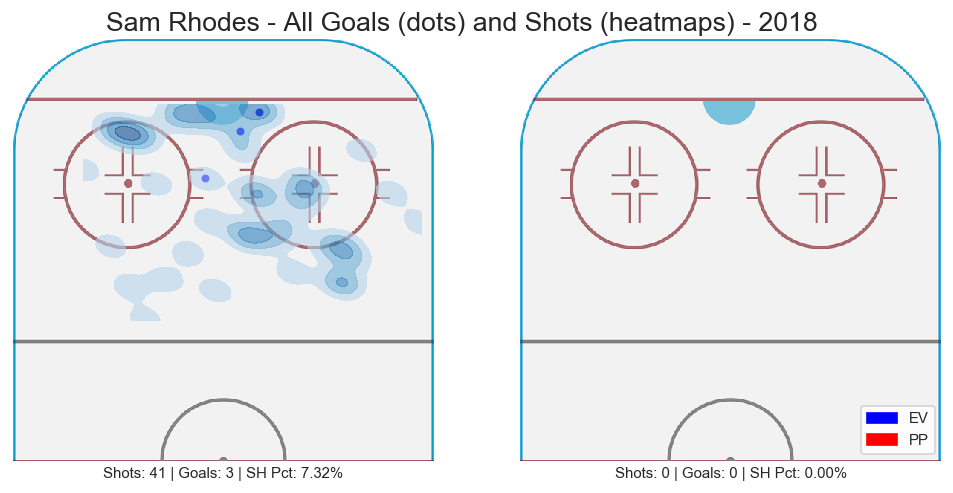 Sam Rhodes - All Goals (dots) and Shots (heatmaps) - 2018
EV
PP
Shots: 41 | Goals: 3 | SH Pct: 7.32%
Shots: 0 | Goals: 0 | SH Pct: 0.00%